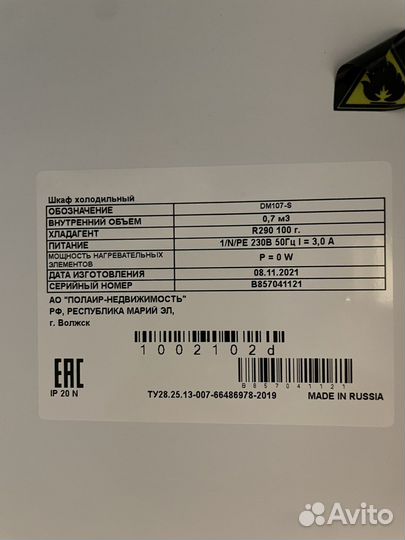 Шкаф холодильный
ОБОЗНАЧЕНИЕ DM107-S
ВНУТРЕННИЙ ОБЪЕМ 0,7 м3
ХЛАДАГЕНТ R290 100 г.
ПИТАНИЕ 1/N/PE 230В 50Гц I = 3,0 А
МОЩНОСТЬ НАГРЕВАТЕЛЬНЫХ
ЭЛЕМЕНТОВ P = 0 W
ДАТА ИЗГОТОВЛЕНИЯ 08.11.2021
СЕРИЙНЫЙ НОМЕР B857041121
АО "ПОЛАИР-НЕДВИЖИМОСТЬ"
РФ, РЕСПУБЛИКА МАРИЙ ЭЛ,
г. Волжск
1002102d
B857041121
EAC
IP 20 N
ТУ28.25.13-007-66486978-2019
MADE IN RUSSIA
Avito